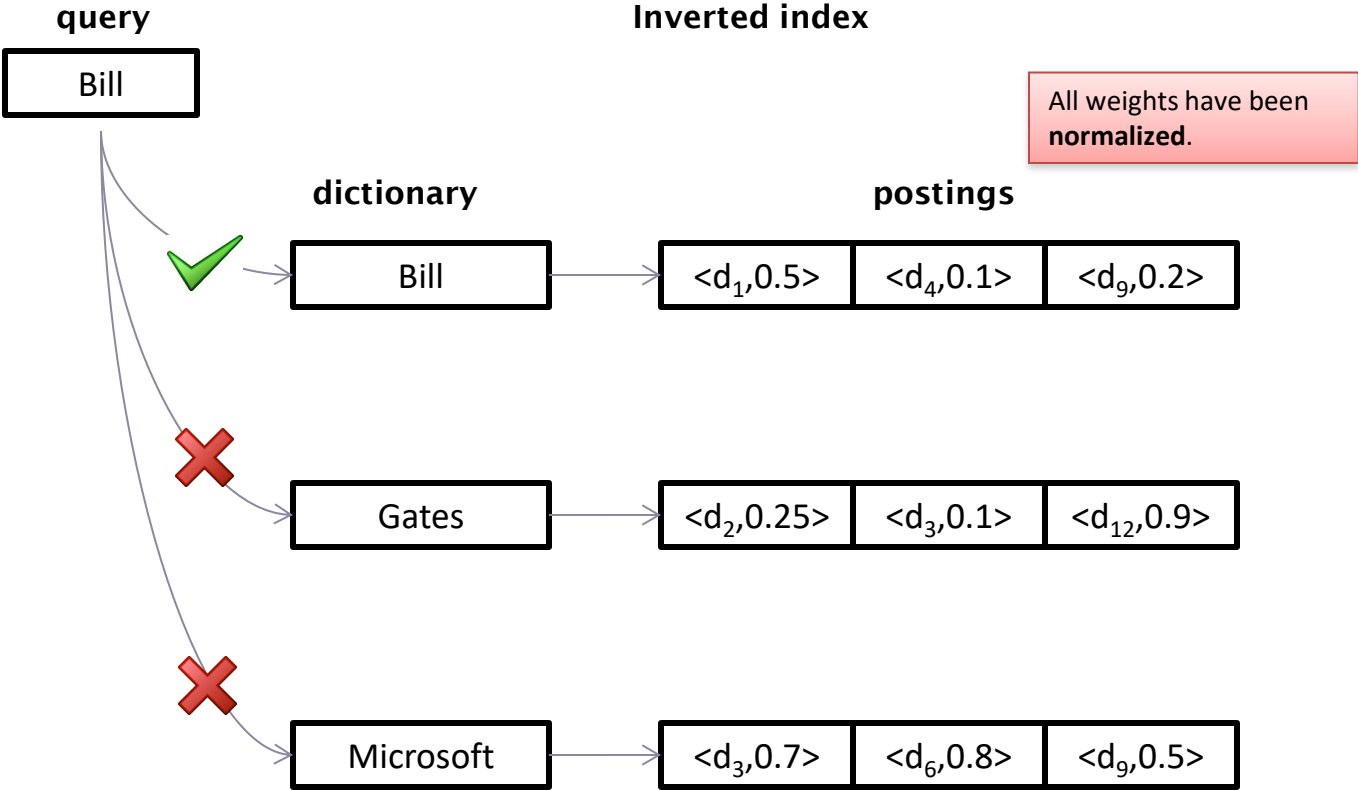 query
Inverted index
Bill
All weights have been
normalized.
dictionary
postings
Bill
<d₁,0.5>
<d₄,0.1>
<d₉,0.2>
Gates
<d₂,0.25>
<d₃,0.1>
<d₁₂,0.9>
Microsoft
<d₃,0.7>
<d₆,0.8>
<d₉,0.5>